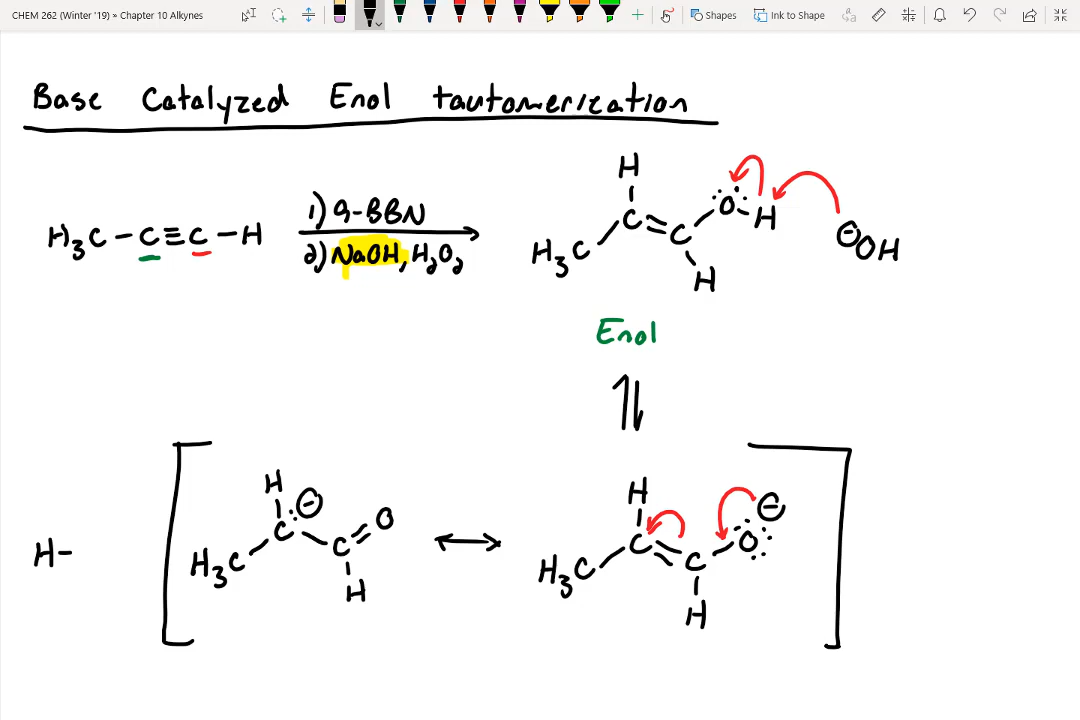 CHEM 262 (Winter '19) » Chapter 10 Alkynes
Shapes
Ink to Shape
Base Catalyzed Enol tautomerization
H₃C-C≡C-H
1) 9-BBN
2) NaOH, H₂O₂
H
H₃C C=C O-H
H
⊖OH
Enol
H
H₃C C⊖ C=O
H
H
H₃C C=C O⊖
H
H-